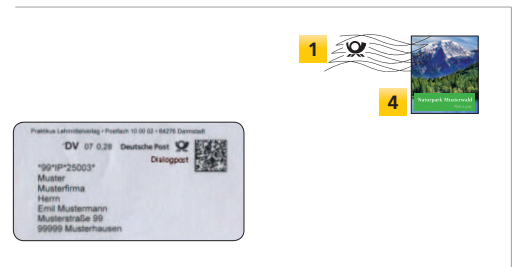 1
4
Naturpark Musterwald
Praktikus Lehrmittelverlag • Postfach 10 00 02 • 64276 Darmstadt
DV 07 0,28 Deutsche Post
Dialogpost
*99*IP*25003*
Muster
Musterfirma
Herrn
Emil Mustermann
Musterstraße 99
99999 Musterhausen